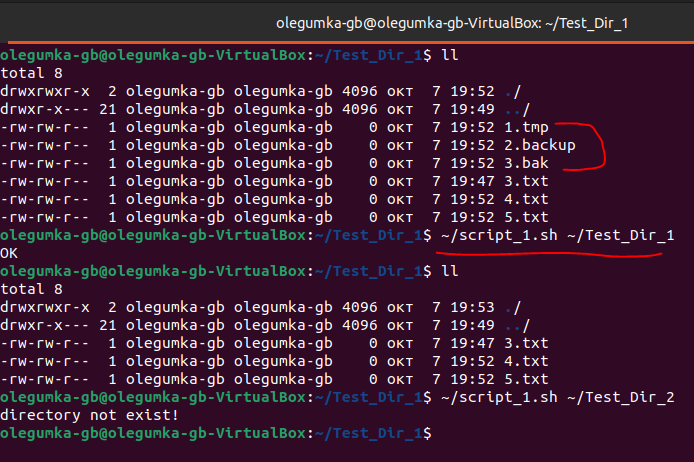 olegumka-gb@olegumka-gb-VirtualBox: ~/Test_Dir_1
olegumka-gb@olegumka-gb-VirtualBox:~/Test_Dir_1$ ll
total 8
drwxrwxr-x  2 olegumka-gb olegumka-gb 4096 окт  7 19:52 ./
drwxr-x--- 21 olegumka-gb olegumka-gb 4096 окт  7 19:49 ../
-rw-rw-r--  1 olegumka-gb olegumka-gb    0 окт  7 19:52 1.tmp
-rw-rw-r--  1 olegumka-gb olegumka-gb    0 окт  7 19:52 2.backup
-rw-rw-r--  1 olegumka-gb olegumka-gb    0 окт  7 19:52 3.bak
-rw-rw-r--  1 olegumka-gb olegumka-gb    0 окт  7 19:47 3.txt
-rw-rw-r--  1 olegumka-gb olegumka-gb    0 окт  7 19:52 4.txt
-rw-rw-r--  1 olegumka-gb olegumka-gb    0 окт  7 19:52 5.txt
olegumka-gb@olegumka-gb-VirtualBox:~/Test_Dir_1$ ~/script_1.sh ~/Test_Dir_1
OK
olegumka-gb@olegumka-gb-VirtualBox:~/Test_Dir_1$ ll
total 8
drwxrwxr-x  2 olegumka-gb olegumka-gb 4096 окт  7 19:53 ./
drwxr-x--- 21 olegumka-gb olegumka-gb 4096 окт  7 19:49 ../
-rw-rw-r--  1 olegumka-gb olegumka-gb    0 окт  7 19:47 3.txt
-rw-rw-r--  1 olegumka-gb olegumka-gb    0 окт  7 19:52 4.txt
-rw-rw-r--  1 olegumka-gb olegumka-gb    0 окт  7 19:52 5.txt
olegumka-gb@olegumka-gb-VirtualBox:~/Test_Dir_1$ ~/script_1.sh ~/Test_Dir_2
directory not exist!
olegumka-gb@olegumka-gb-VirtualBox:~/Test_Dir_1$